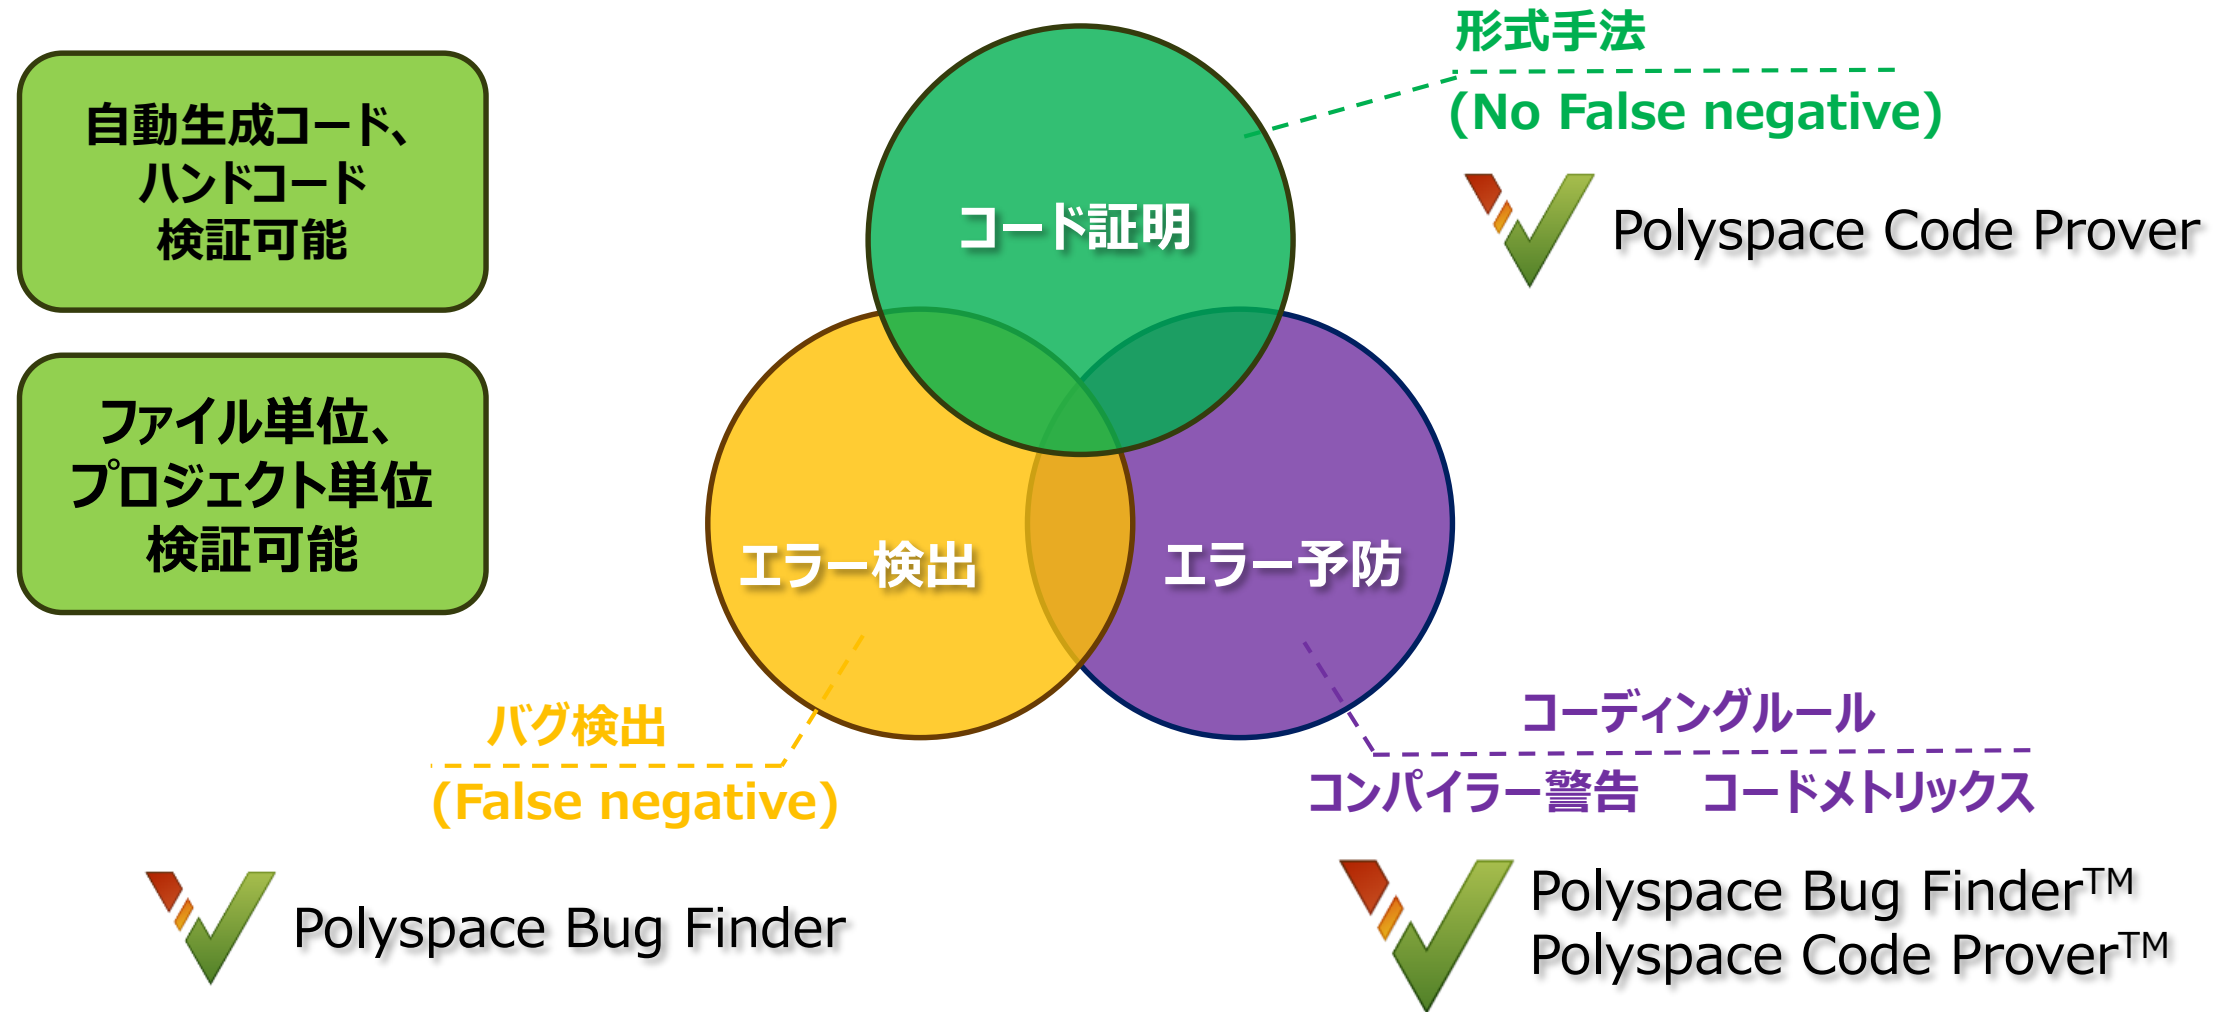 自動生成コード、
ハンドコード
検証可能
ファイル単位、
プロジェクト単位
検証可能
形式手法
(No False negative)
Polyspace Code Prover
コード証明
エラー検出
エラー予防
バグ検出
(False negative)
Polyspace Bug Finder
コーディングルール
コンパイラー警告 コードメトリックス
Polyspace Bug Finder™
Polyspace Code Prover™